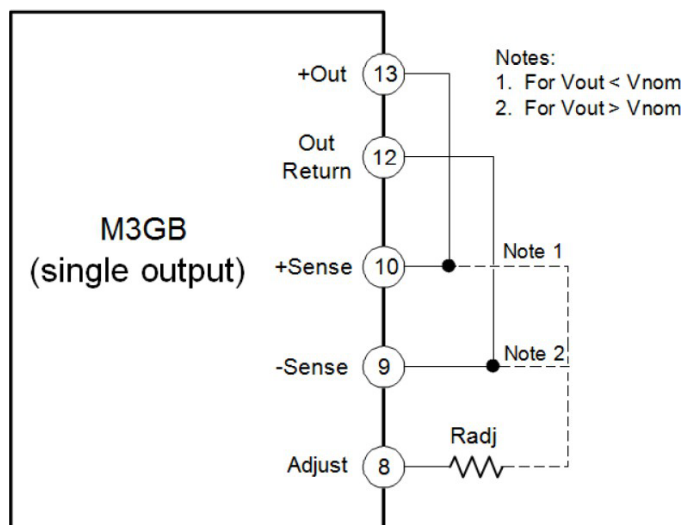 +Out
13
Notes:
1. For Vout < Vnom
2. For Vout > Vnom
Out
Return
12
M3GB
(single output)
+Sense
10
Note 1
-Sense
9
Note 2
Adjust
8
Radj